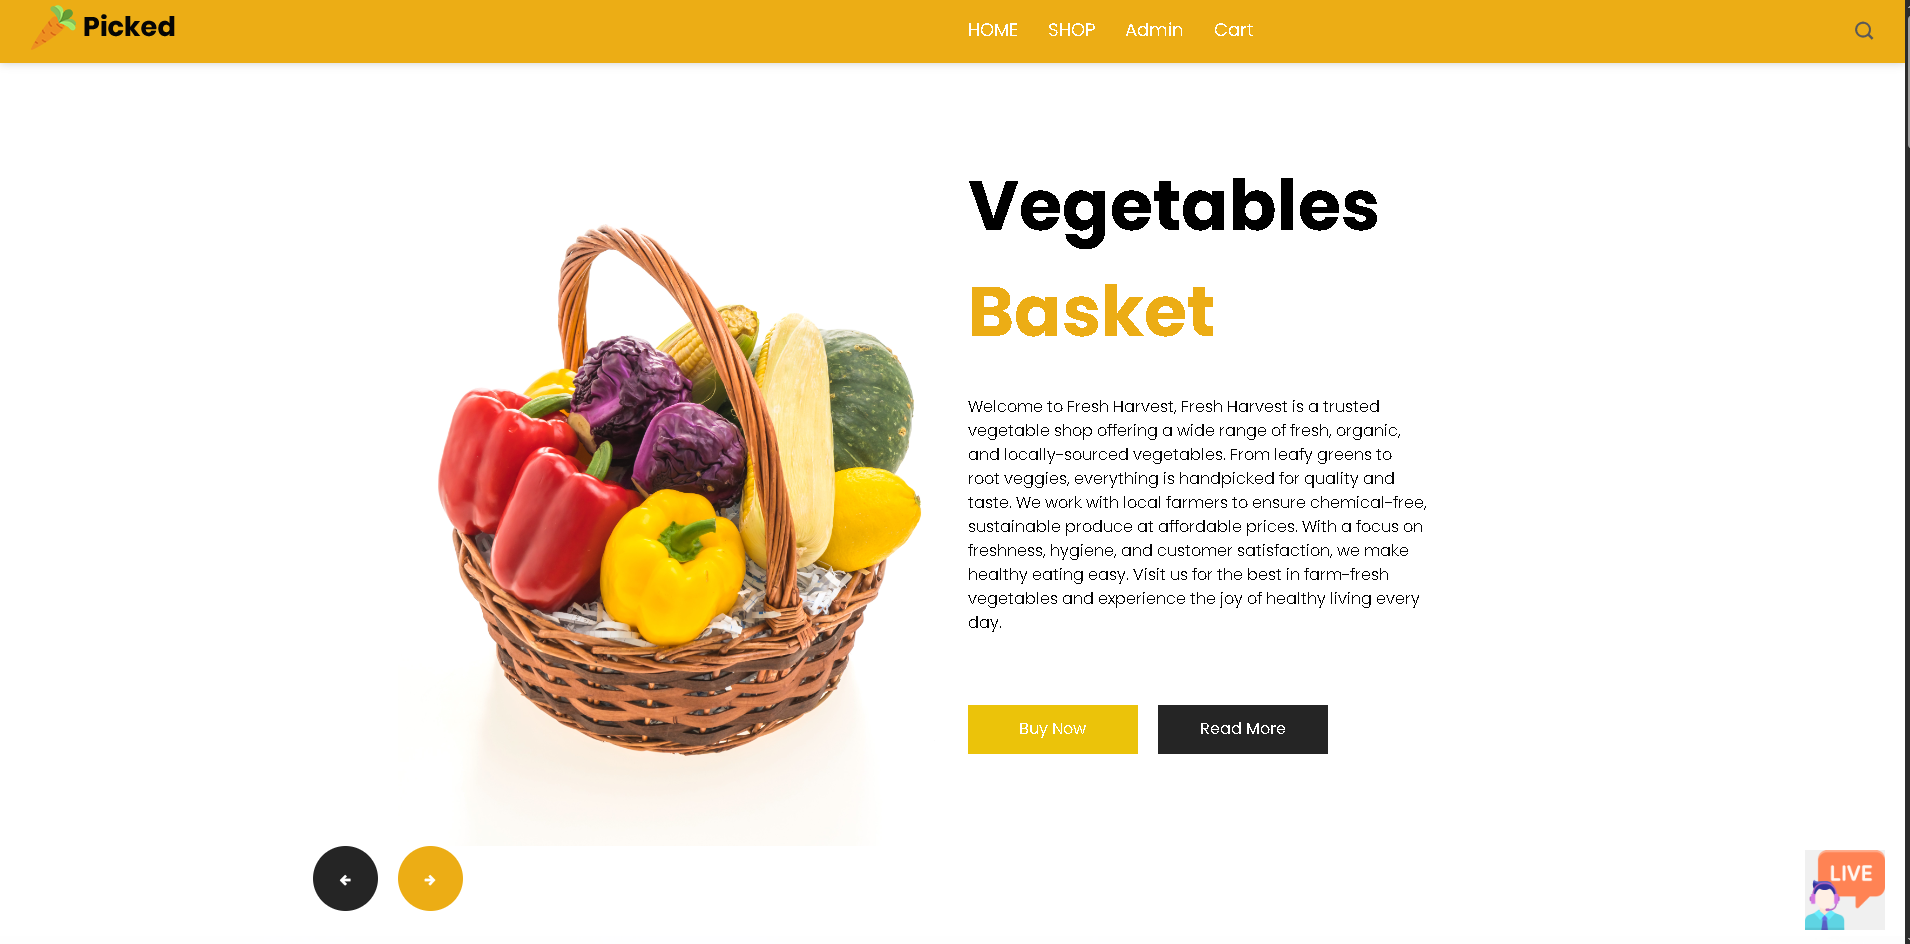 Picked
HOME SHOP Admin Cart
Vegetables
Basket
Welcome to Fresh Harvest, Fresh Harvest is a trusted
vegetable shop offering a wide range of fresh, organic,
and locally-sourced vegetables. From leafy greens to
root veggies, everything is handpicked for quality and
taste. We work with local farmers to ensure chemical-free,
sustainable produce at affordable prices. With a focus on
freshness, hygiene, and customer satisfaction, we make
healthy eating easy. Visit us for the best in farm-fresh
vegetables and experience the joy of healthy living every
day.
Buy Now
Read More
LIVE